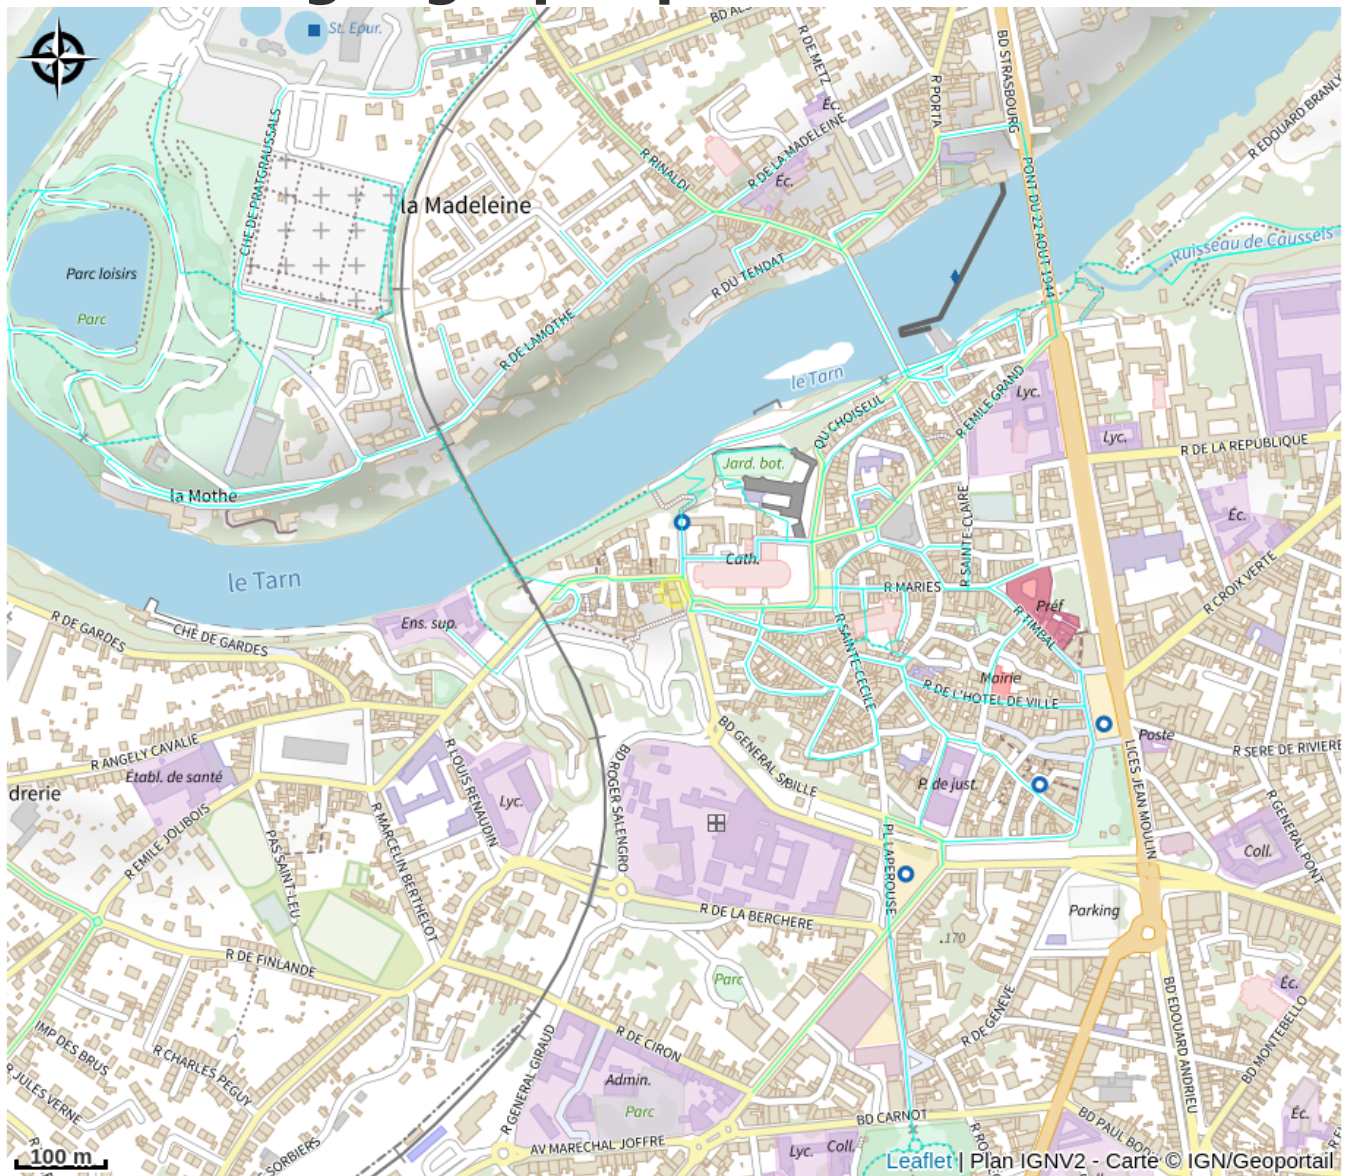 St. Epur.
BD STRASBOURG
R DE METZ
R PORTA
Éc.
R EDOUARD BRANLY
CHE DE PRATGRAUSSALS
R RINALDI
R DE LA MADELEINE
Éc.
la Madeleine
PONT DU 22 AOUT 1944
Ruisseau de Caussels
Parc loisirs
Parc
R DU TENDAT
R DE LAMOTHE
le Tarn
QU CHOISEUL
R EMILE GRAND
Lyc.
Lyc.
R DE LA REPUBLIQUE
Jard. bot.
la Mothe
Éc.
R SAINTE-CLAIRE
le Tarn
Cath.
R MARIES
R CROIX VERTE
Préf
R TIMBAL
R DE GARDES
CHE DE GARDES
Ens. sup.
R SAINTE-CECILE
Mairie
R DE L'HOTEL DE VILLE
R ANGELY CAVALIE
BD GENERAL SIBILLE
Poste
R SERE DE RIVIERE
LICES JEAN MOULIN
Établ. de santé
drerie
R LOUIS RENAUDIN
Lyc.
BD ROGER SALENGRO
P. de just.
R EMILE JOLIBOIS
PAS SAINT-LEU
R MARCELIN BERTHELOT
PL LAPEROUSE
R GENERAL PONT
Coll.
R DE LA BERCHERE
Parking
.170
R DE FINLANDE
Parc
Éc.
R DE GENEVE
BD EDOUARD ANDRIEU
BD MONTEBELLO
IMP DES BRUS
R CHARLES PEGUY
R JULES VERNE
R GENERAL GIRAUD
R DE CIRON
Admin.
Parc
BD CARNOT
Éc.
AV MARECHAL JOFFRE
Lyc.
Coll.
SORBIERS
100 m
Leaflet | Plan IGNV2 - Carte © IGN/Geoportail